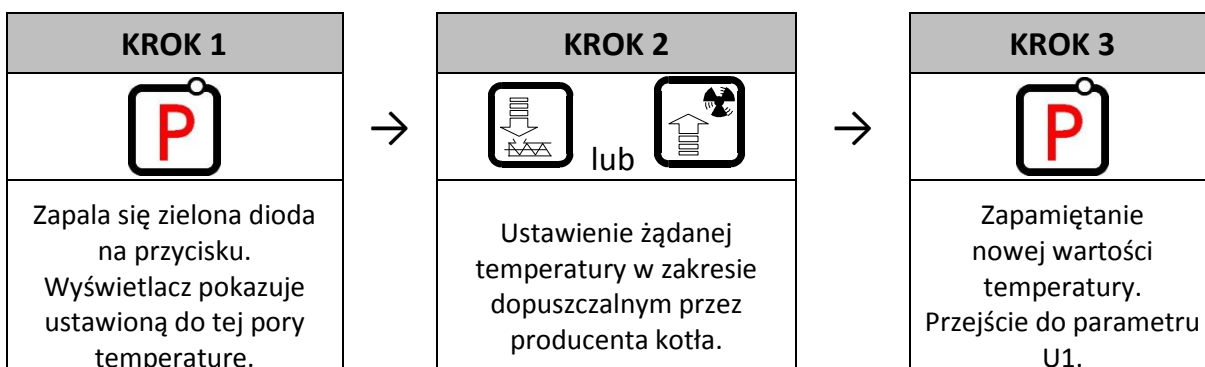 KROK 1
P
Zapala się zielona dioda
na przycisku.
Wyświetlacz pokazuje
ustawioną do tej pory
temperaturę.
→
KROK 2
lub
Ustawienie żądanej
temperatury w zakresie
dopuszczalnym przez
producenta kotła.
→
KROK 3
P
Zapamiętanie
nowej wartości
temperatury.
Przejście do parametru
U1.